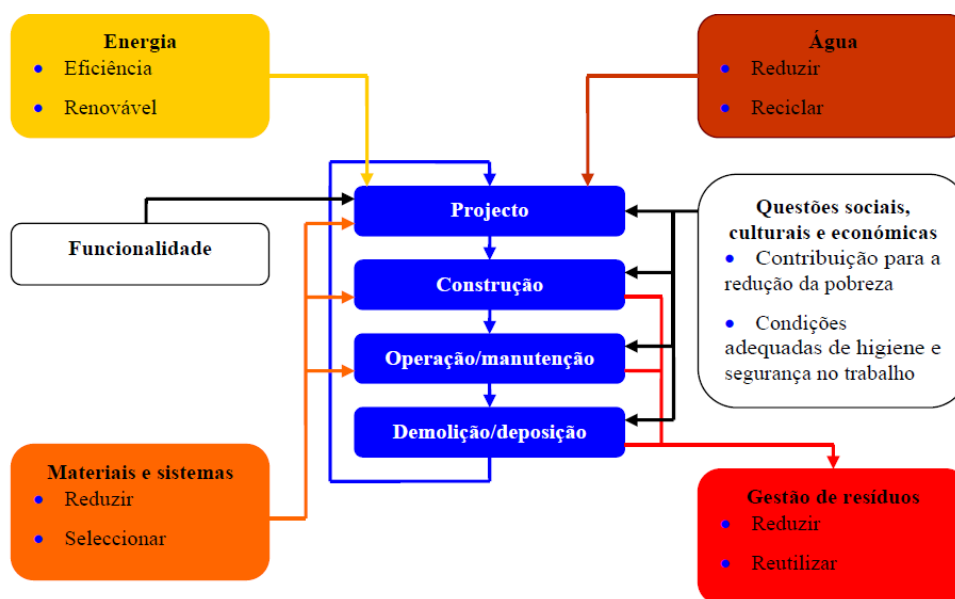 Energia
• Eficiência
• Renovável
Água
• Reduzir
• Reciclar
Funcionalidade
Projecto
Construção
Operação/manutenção
Demolição/deposição
Questões sociais,
culturais e económicas
• Contribuição para a
redução da pobreza
• Condições
adequadas de higiene e
segurança no trabalho
Materiais e sistemas
• Reduzir
• Seleccionar
Gestão de resíduos
• Reduzir
• Reutilizar